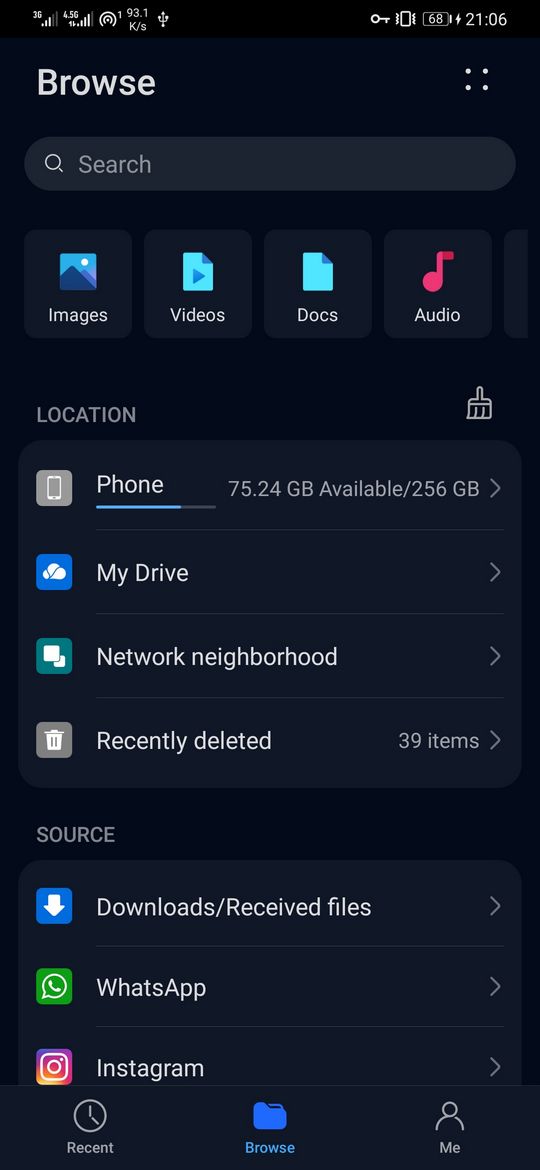 3G 4.5G 1 93.1 K/s 68 21:06
Browse
Search
Images Videos Docs Audio
LOCATION
Phone 75.24 GB Available/256 GB
My Drive
Network neighborhood
Recently deleted 39 items
SOURCE
Downloads/Received files
WhatsApp
Instagram
Recent Browse Me